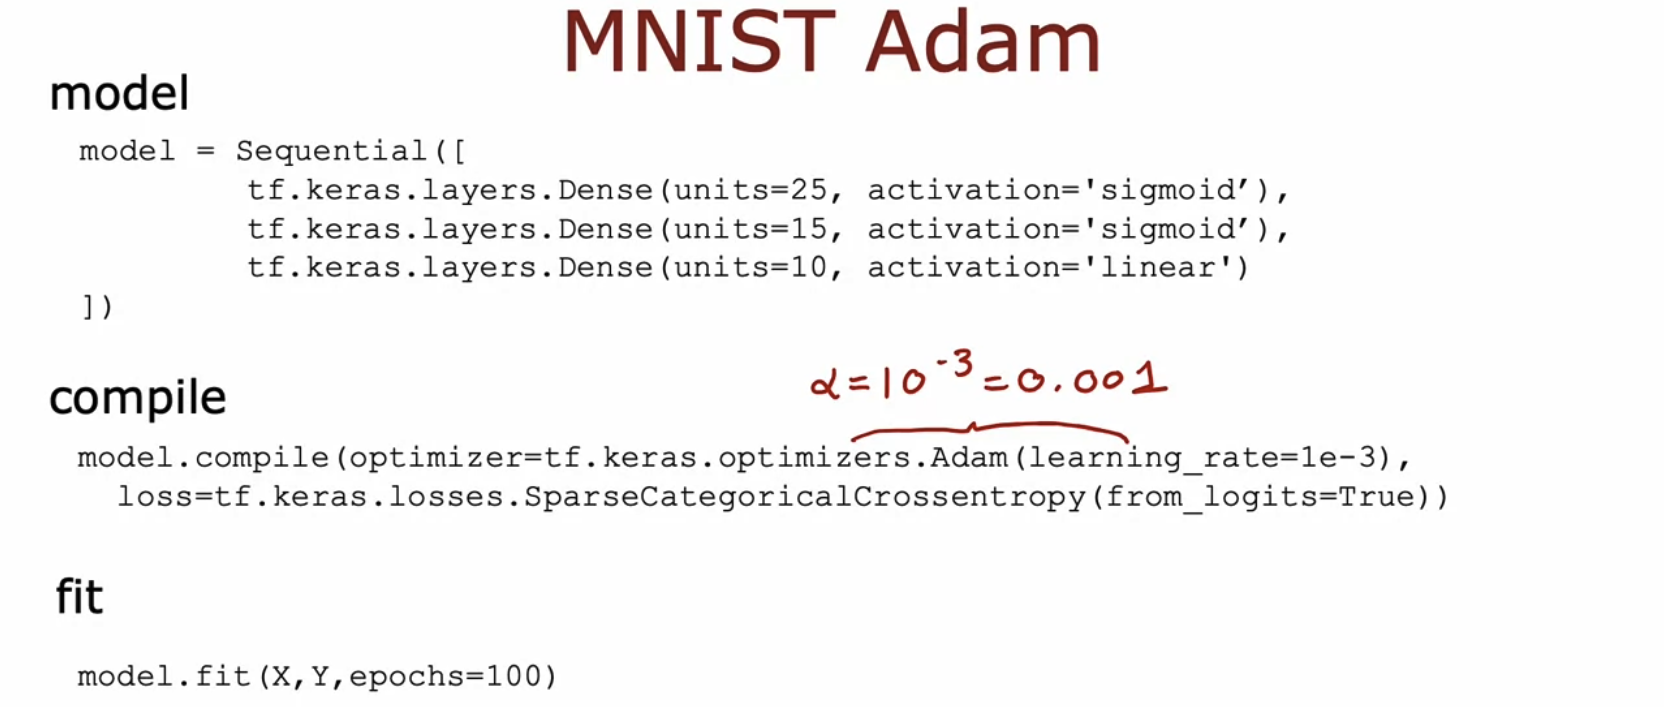 MNIST Adam
model
model = Sequential([
tf.keras.layers.Dense(units=25, activation='sigmoid’),
tf.keras.layers.Dense(units=15, activation='sigmoid’),
tf.keras.layers.Dense(units=10, activation='linear')
])
α=10⁻³=0.001
compile
model.compile(optimizer=tf.keras.optimizers.Adam(learning_rate=1e-3),
loss=tf.keras.losses.SparseCategoricalCrossentropy(from_logits=True))
fit
model.fit(X,Y,epochs=100)